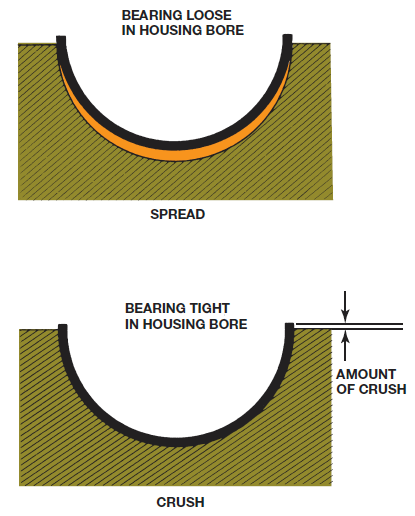 BEARING LOOSE
IN HOUSING BORE
SPREAD
BEARING TIGHT
IN HOUSING BORE
AMOUNT
OF CRUSH
CRUSH